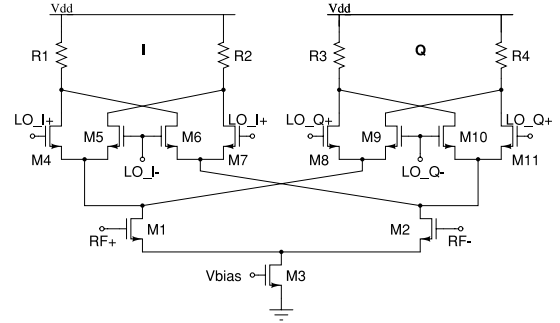 Vdd Vdd
R1 I R2 R3 Q R4
LO_I+ LO_I+ LO_Q+ LO_Q+
M5 M6 M9 M10
M4 M7 M8 M11
LO_I- LO_Q-
M1 M2
RF+ RF-
Vbias M3